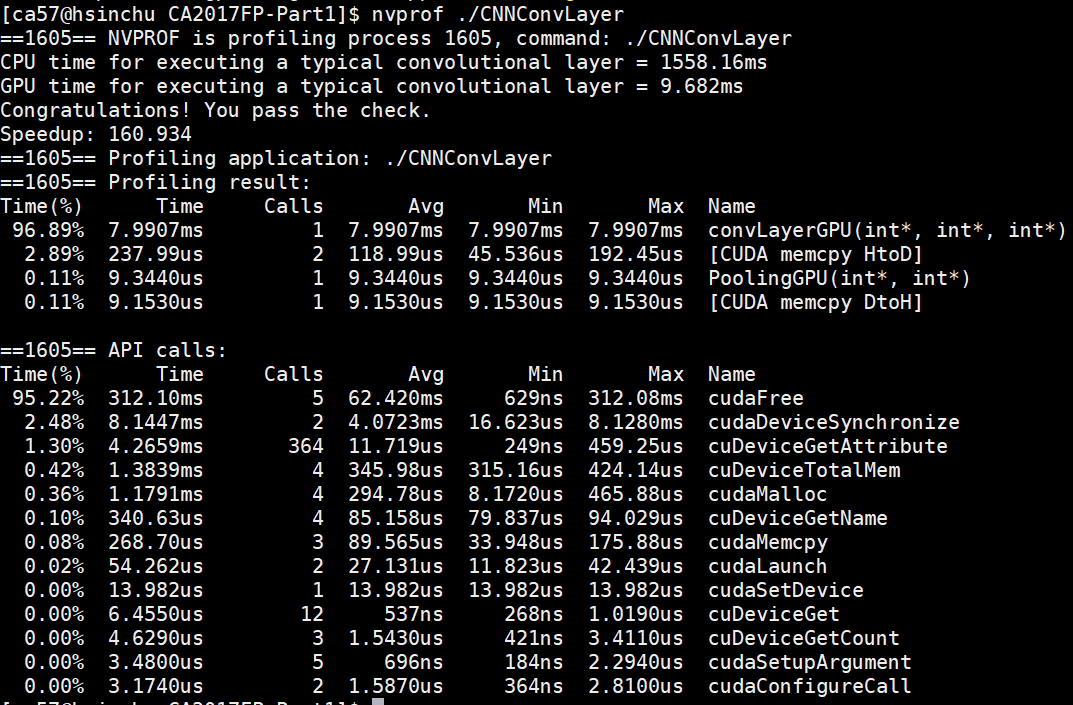 [ca57@hsinchu CA2017FP-Part1]$ nvprof ./CNNConvLayer
==1605== NVPROF is profiling process 1605, command: ./CNNConvLayer
CPU time for executing a typical convolutional layer = 1558.16ms
GPU time for executing a typical convolutional layer = 9.682ms
Congratulations! You pass the check.
Speedup: 160.934
==1605== Profiling application: ./CNNConvLayer
==1605== Profiling result:
Time(%)      Time     Calls       Avg       Min       Max  Name
 96.89%  7.9907ms         1  7.9907ms  7.9907ms  7.9907ms  convLayerGPU(int*, int*, int*)
  2.89%  237.99us         2  118.99us  45.536us  192.45us  [CUDA memcpy HtoD]
  0.11%  9.3440us         1  9.3440us  9.3440us  9.3440us  PoolingGPU(int*, int*)
  0.11%  9.1530us         1  9.1530us  9.1530us  9.1530us  [CUDA memcpy DtoH]

==1605== API calls:
Time(%)      Time     Calls       Avg       Min       Max  Name
 95.22%  312.10ms         5  62.420ms     629ns  312.08ms  cudaFree
  2.48%  8.1447ms         2  4.0723ms  16.623us  8.1280ms  cudaDeviceSynchronize
  1.30%  4.2659ms       364  11.719us     249ns  459.25us  cuDeviceGetAttribute
  0.42%  1.3839ms         4  345.98us  315.16us  424.14us  cuDeviceTotalMem
  0.36%  1.1791ms         4  294.78us  8.1720us  465.88us  cudaMalloc
  0.10%  340.63us         4  85.158us  79.837us  94.029us  cuDeviceGetName
  0.08%  268.70us         3  89.565us  33.948us  175.88us  cudaMemcpy
  0.02%  54.262us         2  27.131us  11.823us  42.439us  cudaLaunch
  0.00%  13.982us         1  13.982us  13.982us  13.982us  cudaSetDevice
  0.00%  6.4550us        12     537ns     268ns  1.0190us  cuDeviceGet
  0.00%  4.6290us         3  1.5430us     421ns  3.4110us  cuDeviceGetCount
  0.00%  3.4800us         5     696ns     184ns  2.2940us  cudaSetupArgument
  0.00%  3.1740us         2  1.5870us     364ns  2.8100us  cudaConfigureCall
[ca57@hsinchu CA2017FP-Part1]$